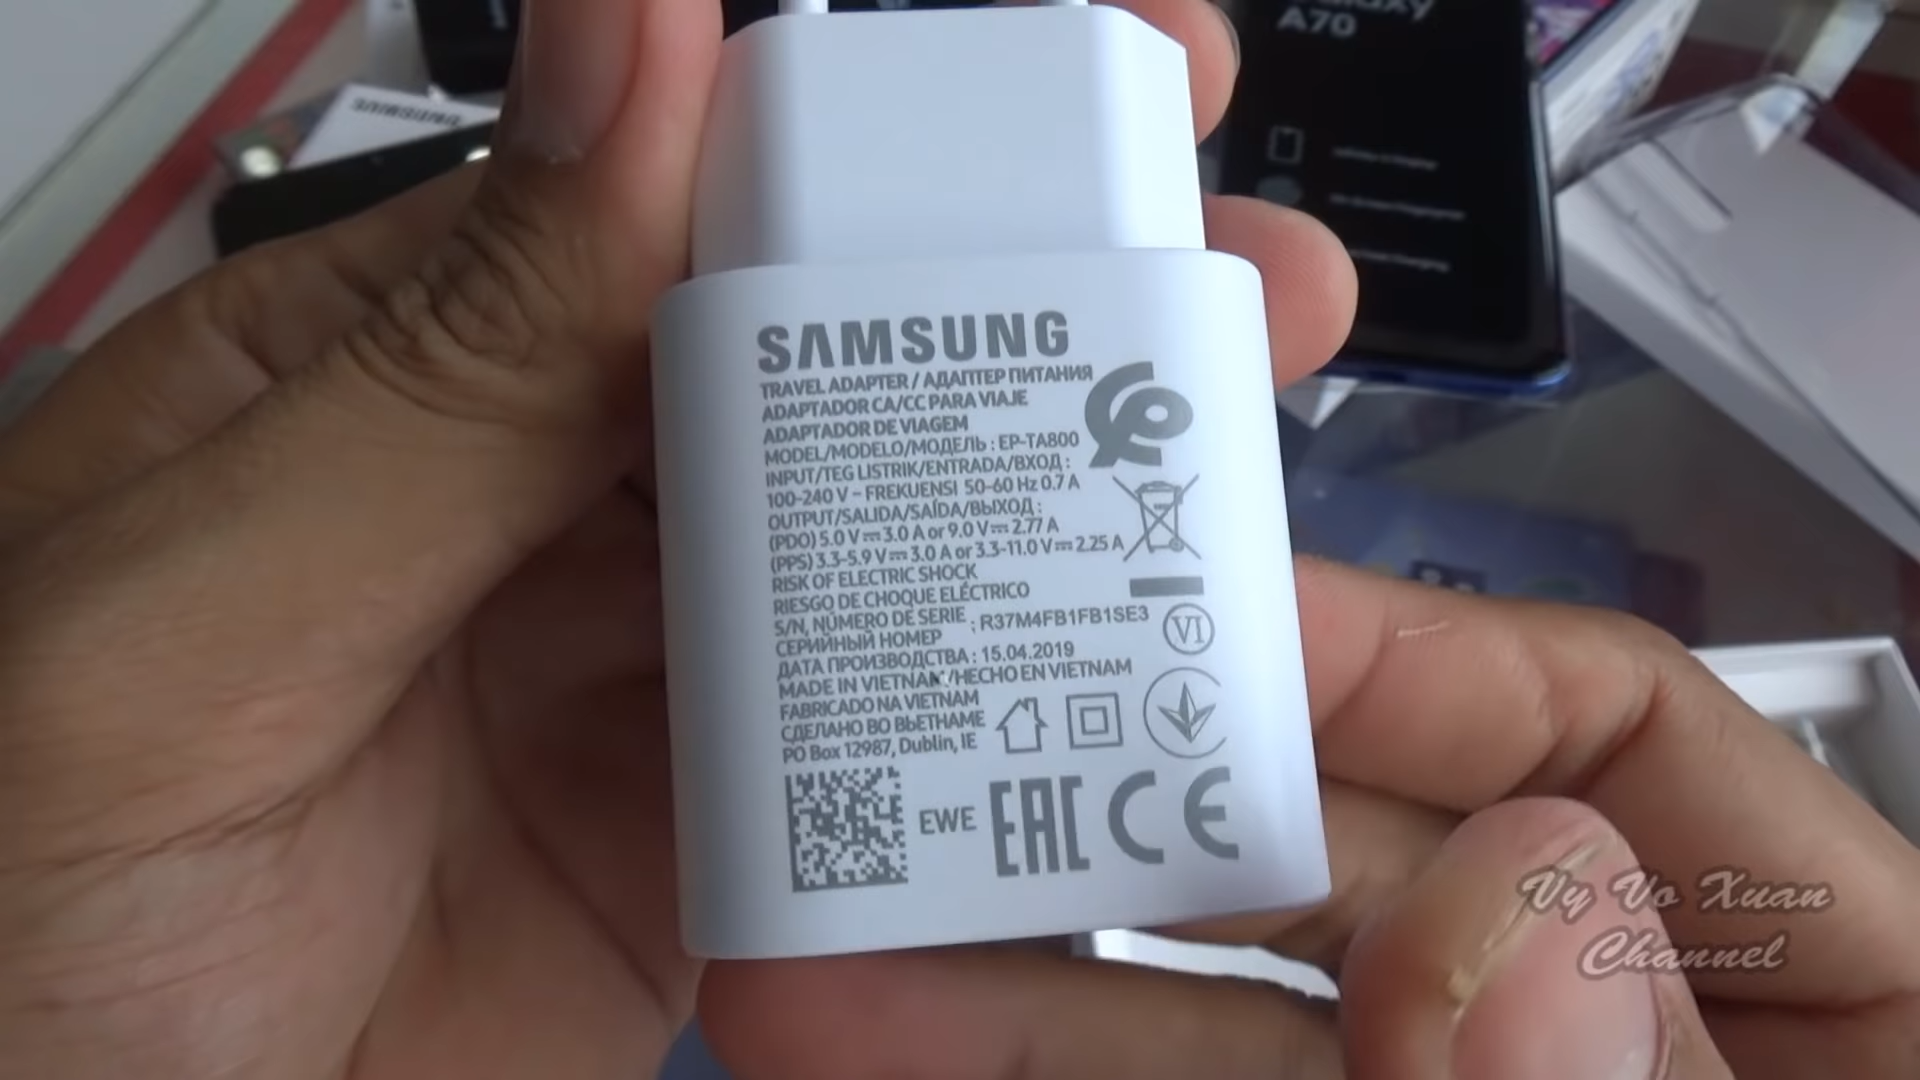 Galaxy
A70
SAMSUNG
SAMSUNG
TRAVEL ADAPTER / АДАПТЕР ПИТАНИЯ
ADAPTADOR CA/CC PARA VIAJE
ADAPTADOR DE VIAGEM
MODEL/MODELO/МОДЕЛЬ : EP-TA800
INPUT/TEG LISTRIK/ENTRADA/ВХОД :
100-240 V ~ FREKUENSI 50-60 Hz 0.7 A
OUTPUT/SALIDA/SAÍDA/ВЫХОД :
(PDO) 5.0 V⎓3.0 A or 9.0 V⎓2.77 A
(PPS) 3.3-5.9 V⎓3.0 A or 3.3-11.0 V⎓2.25 A
RISK OF ELECTRIC SHOCK
RIESGO DE CHOQUE ELÉCTRICO
S/N, NÚMERO DE SERIE
СЕРИЙНЫЙ НОМЕР : R37M4FB1FB1SE3
VI
ДАТА ПРОИЗВОДСТВА : 15.04.2019
MADE IN VIETNAM/HECHO EN VIETNAM
FABRICADO NA VIETNAM
СДЕЛАНО ВО ВЬЕТНАМЕ
PO Box 12987, Dublin, IE
EWE EAC CE
Vy Vo Xuan
Channel